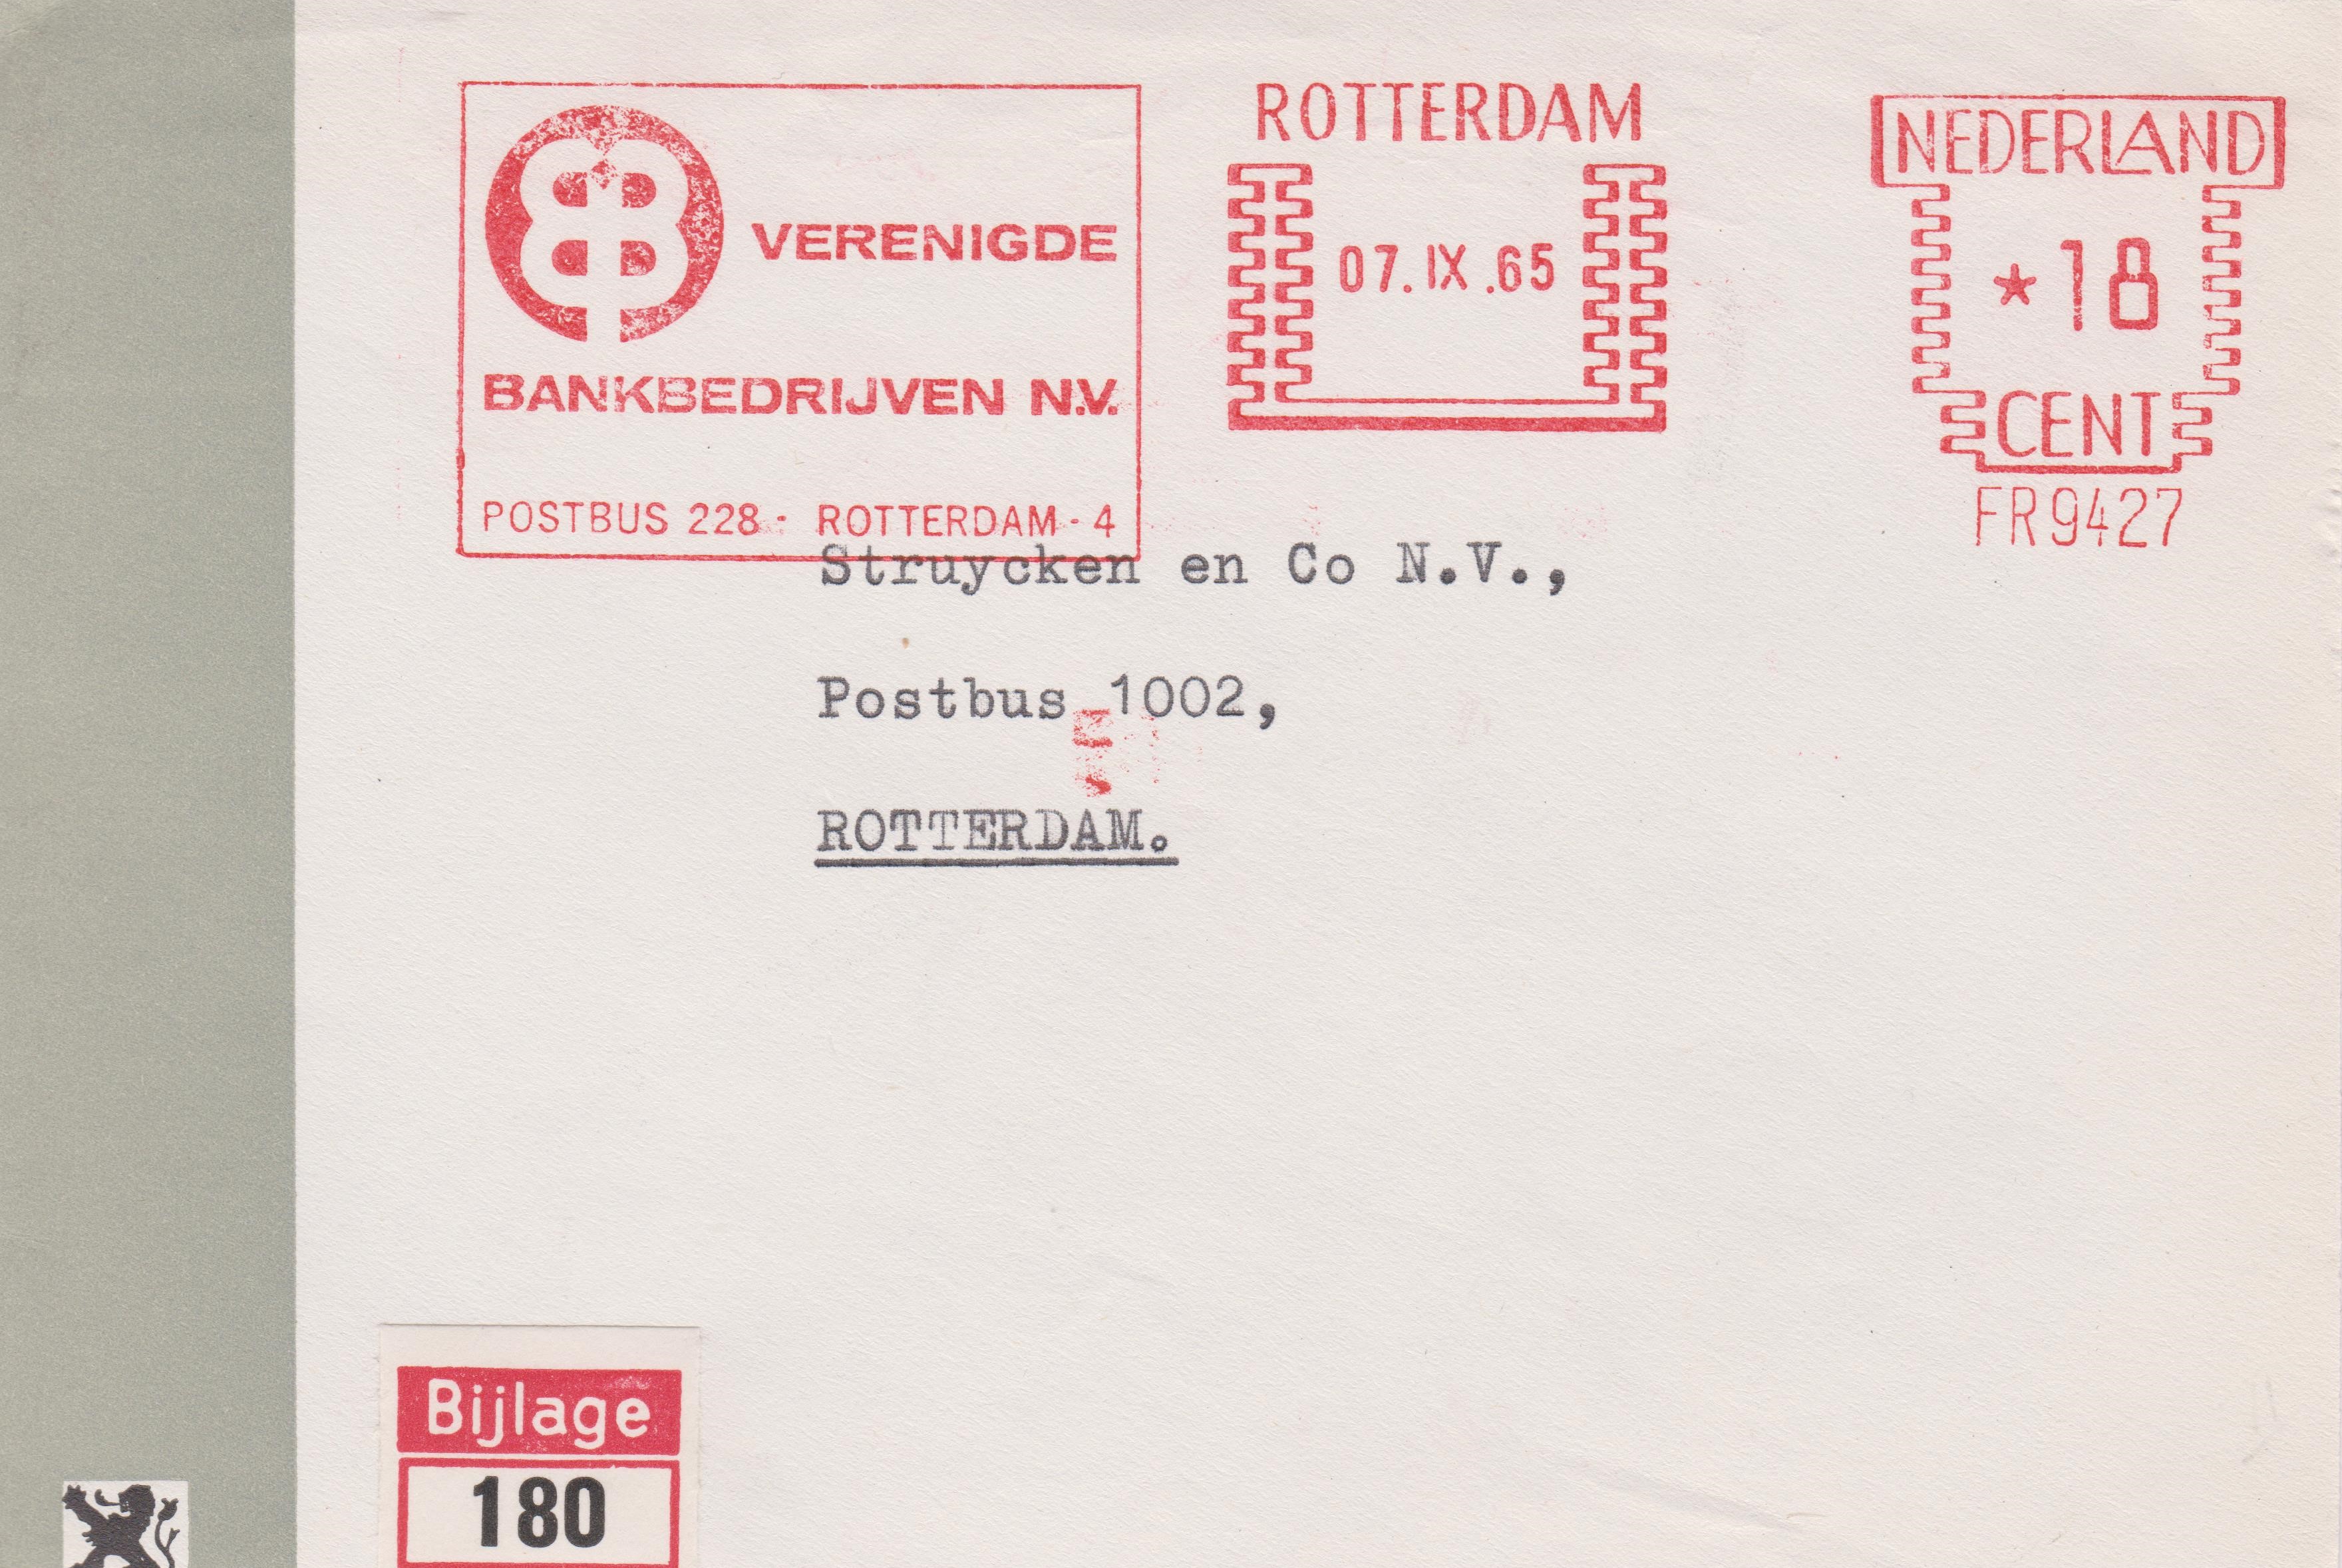 VERENIGDE
BANKBEDRIJVEN N.V.
POSTBUS 228 - ROTTERDAM - 4
ROTTERDAM
07. IX .65
NEDERLAND
* 18
CENT
FR 9427
Struycken en Co N.V.,
Postbus 1002,
ROTTERDAM.
Bijlage
180